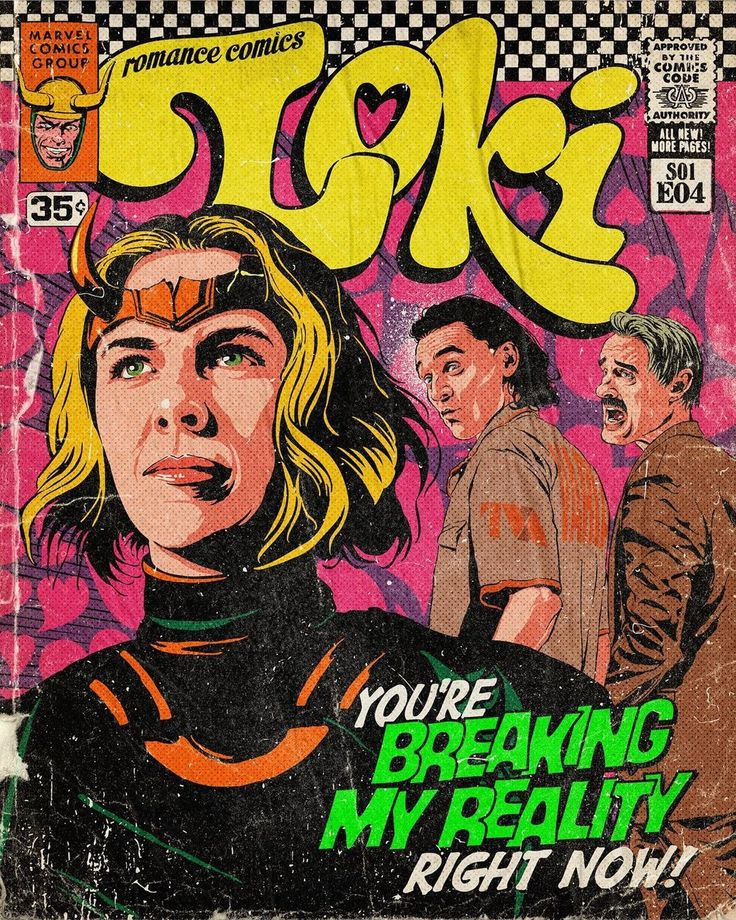 MARVEL
COMICS
GROUP
romance comics
Loki
APPROVED
BY THE
COMICS
CODE
AUTHORITY
ALL NEW!
MORE PAGES!
S01
E04
35¢
TVA
YOU'RE
BREAKING
MY REALITY
RIGHT NOW!